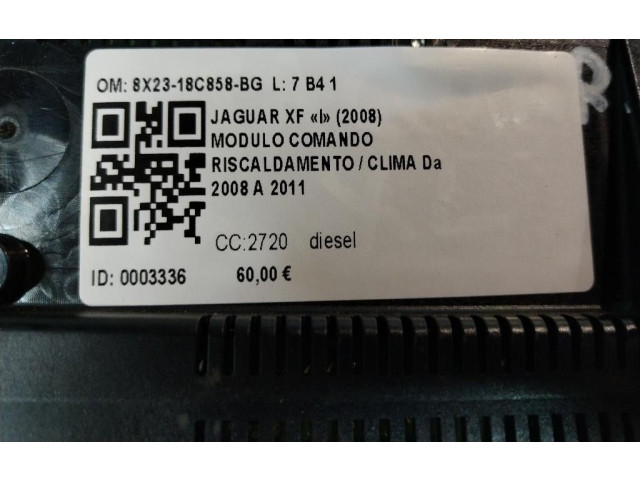 OM: 8X23-18C858-BG L: 7 B4 1
JAGUAR XF «I» (2008)
MODULO COMANDO
RISCALDAMENTO / CLIMA Da
2008 A 2011
CC:2720 diesel
ID: 0003336 60,00 €